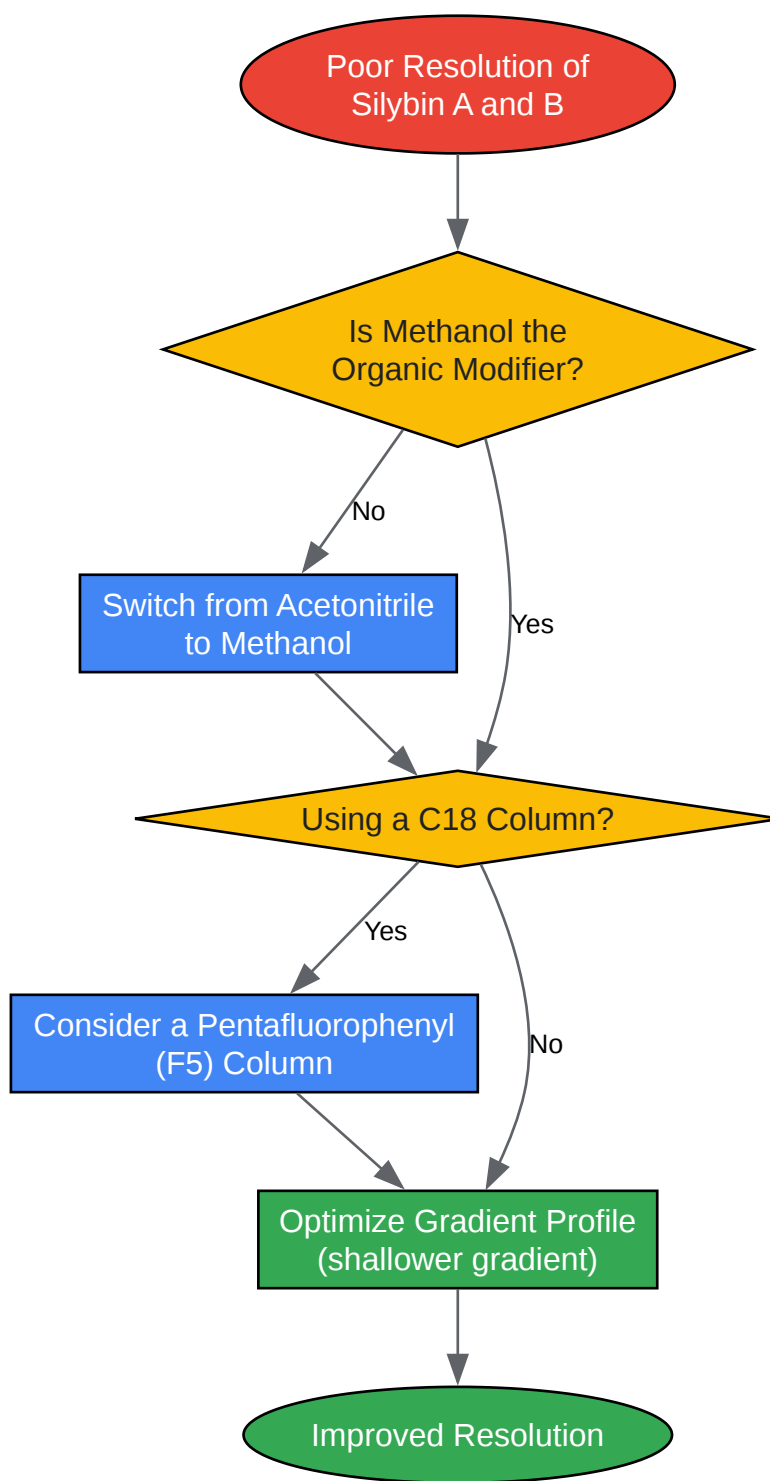 Poor Resolution of
Silybin A and B
Is Methanol the
Organic Modifier?
No
Switch from Acetonitrile
to Methanol
Yes
Using a C18 Column?
Yes
Consider a Pentafluorophenyl
(F5) Column
No
Optimize Gradient Profile
(shallower gradient)
Improved Resolution